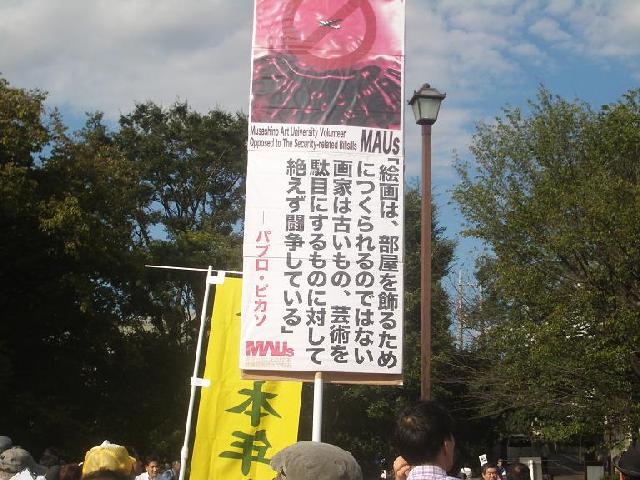 Musashino Art University Volunteer
Opposed to The Security-related Bills
MAUs
「絵画は、部屋を飾るため
につくられるのではない
画家は古いもの、芸術を
駄目にするものに対して
絶えず闘争している」
― パブロ・ピカソ
MAUs
本年